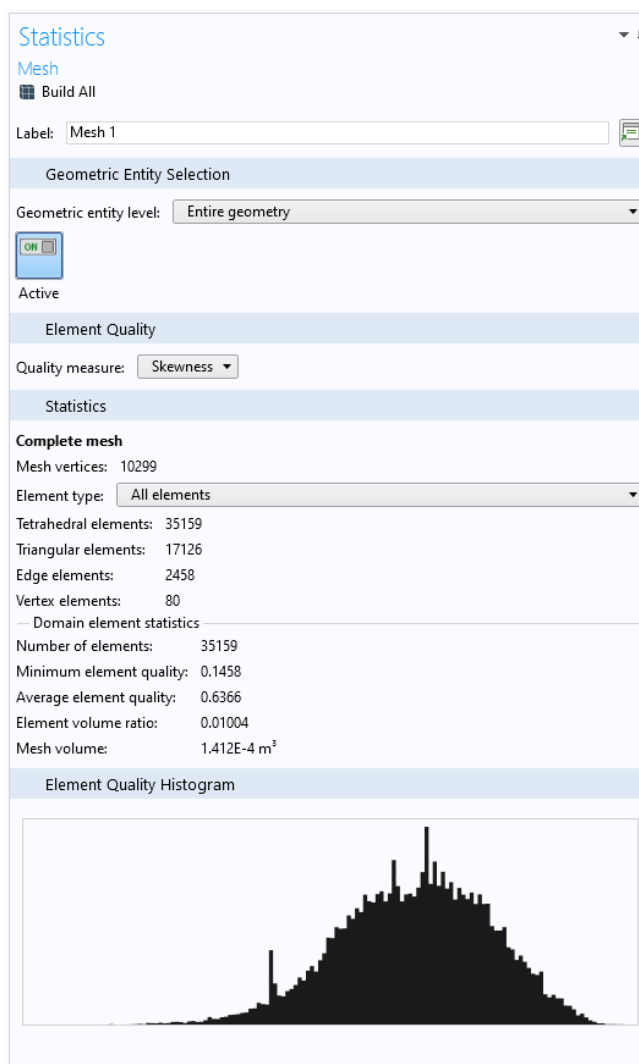 Statistics
Mesh
Build All
Label: Mesh 1
Geometric Entity Selection
Geometric entity level: Entire geometry
ON
Active
Element Quality
Quality measure: Skewness
Statistics
Complete mesh
Mesh vertices: 10299
Element type: All elements
Tetrahedral elements: 35159
Triangular elements: 17126
Edge elements: 2458
Vertex elements: 80
Domain element statistics
Number of elements: 35159
Minimum element quality: 0.1458
Average element quality: 0.6366
Element volume ratio: 0.01004
Mesh volume: 1.412E-4 m³
Element Quality Histogram